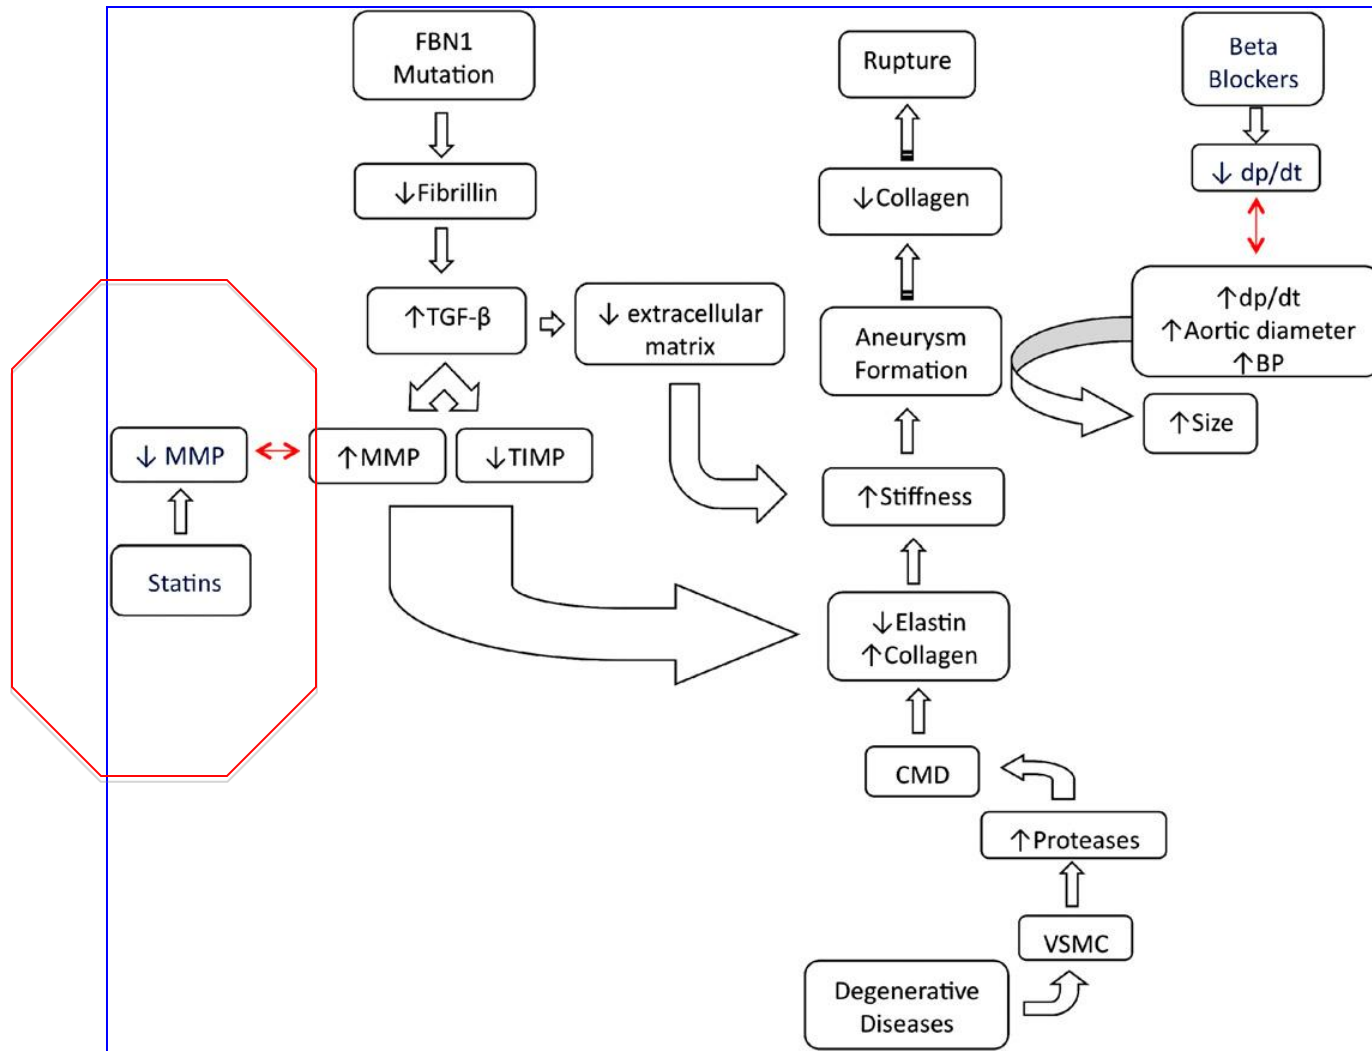 FBN1
Mutation
↓Fibrillin
↑TGF-β
↓ extracellular
matrix
↓ MMP
↑MMP
↓TIMP
Statins
Rupture
↓Collagen
Aneurysm
Formation
↑Stiffness
↓Elastin
↑Collagen
CMD
↑Proteases
VSMC
Degenerative
Diseases
Beta
Blockers
↓ dp/dt
↑dp/dt
↑Aortic diameter
↑BP
↑Size